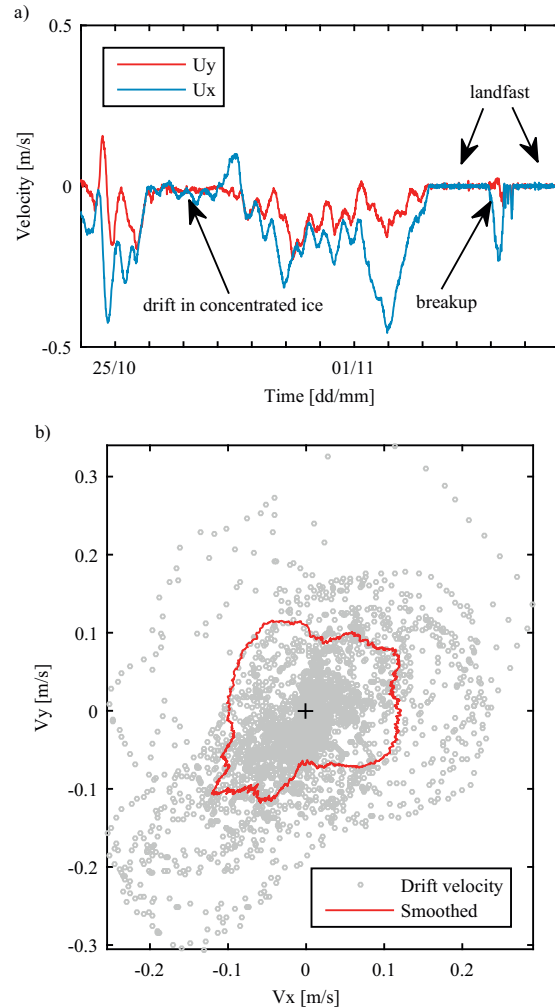 a)
0.5
Uy
Ux
landfast
0
Velocity [m/s]
drift in concentrated ice
breakup
-0.5
25/10
01/11
Time [dd/mm]
b)
0.3
0.2
0.1
0
-0.1
-0.2
-0.3
Vy [m/s]
Drift velocity
Smoothed
-0.2
-0.1
0
0.1
0.2
Vx [m/s]